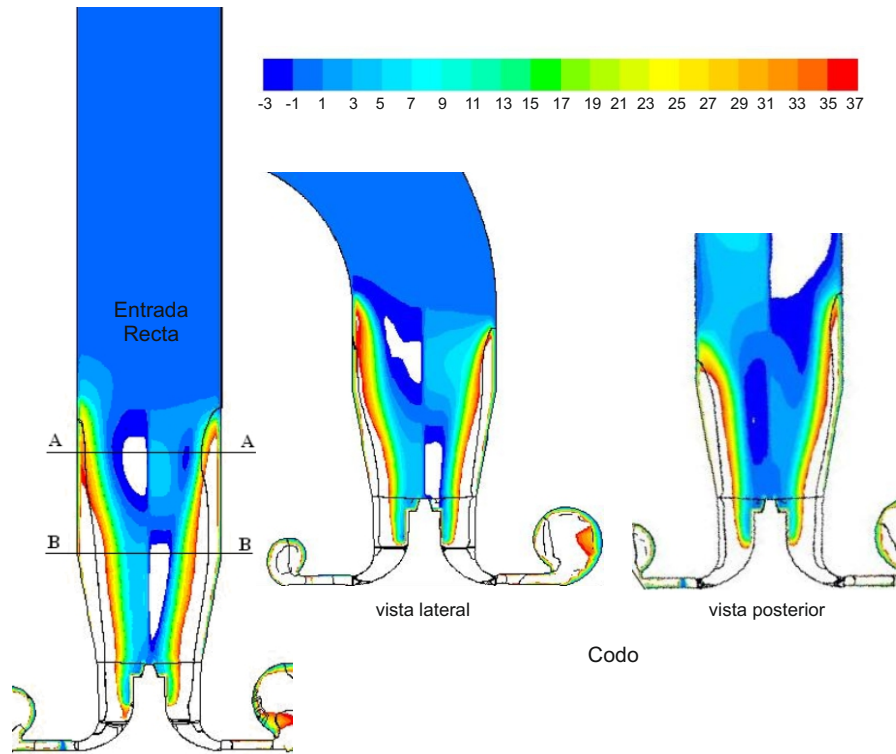 -3 -1 1 3 5 7 9 11 13 15 17 19 21 23 25 27 29 31 33 35 37
Entrada
Recta
A A
B B
vista lateral
vista posterior
Codo